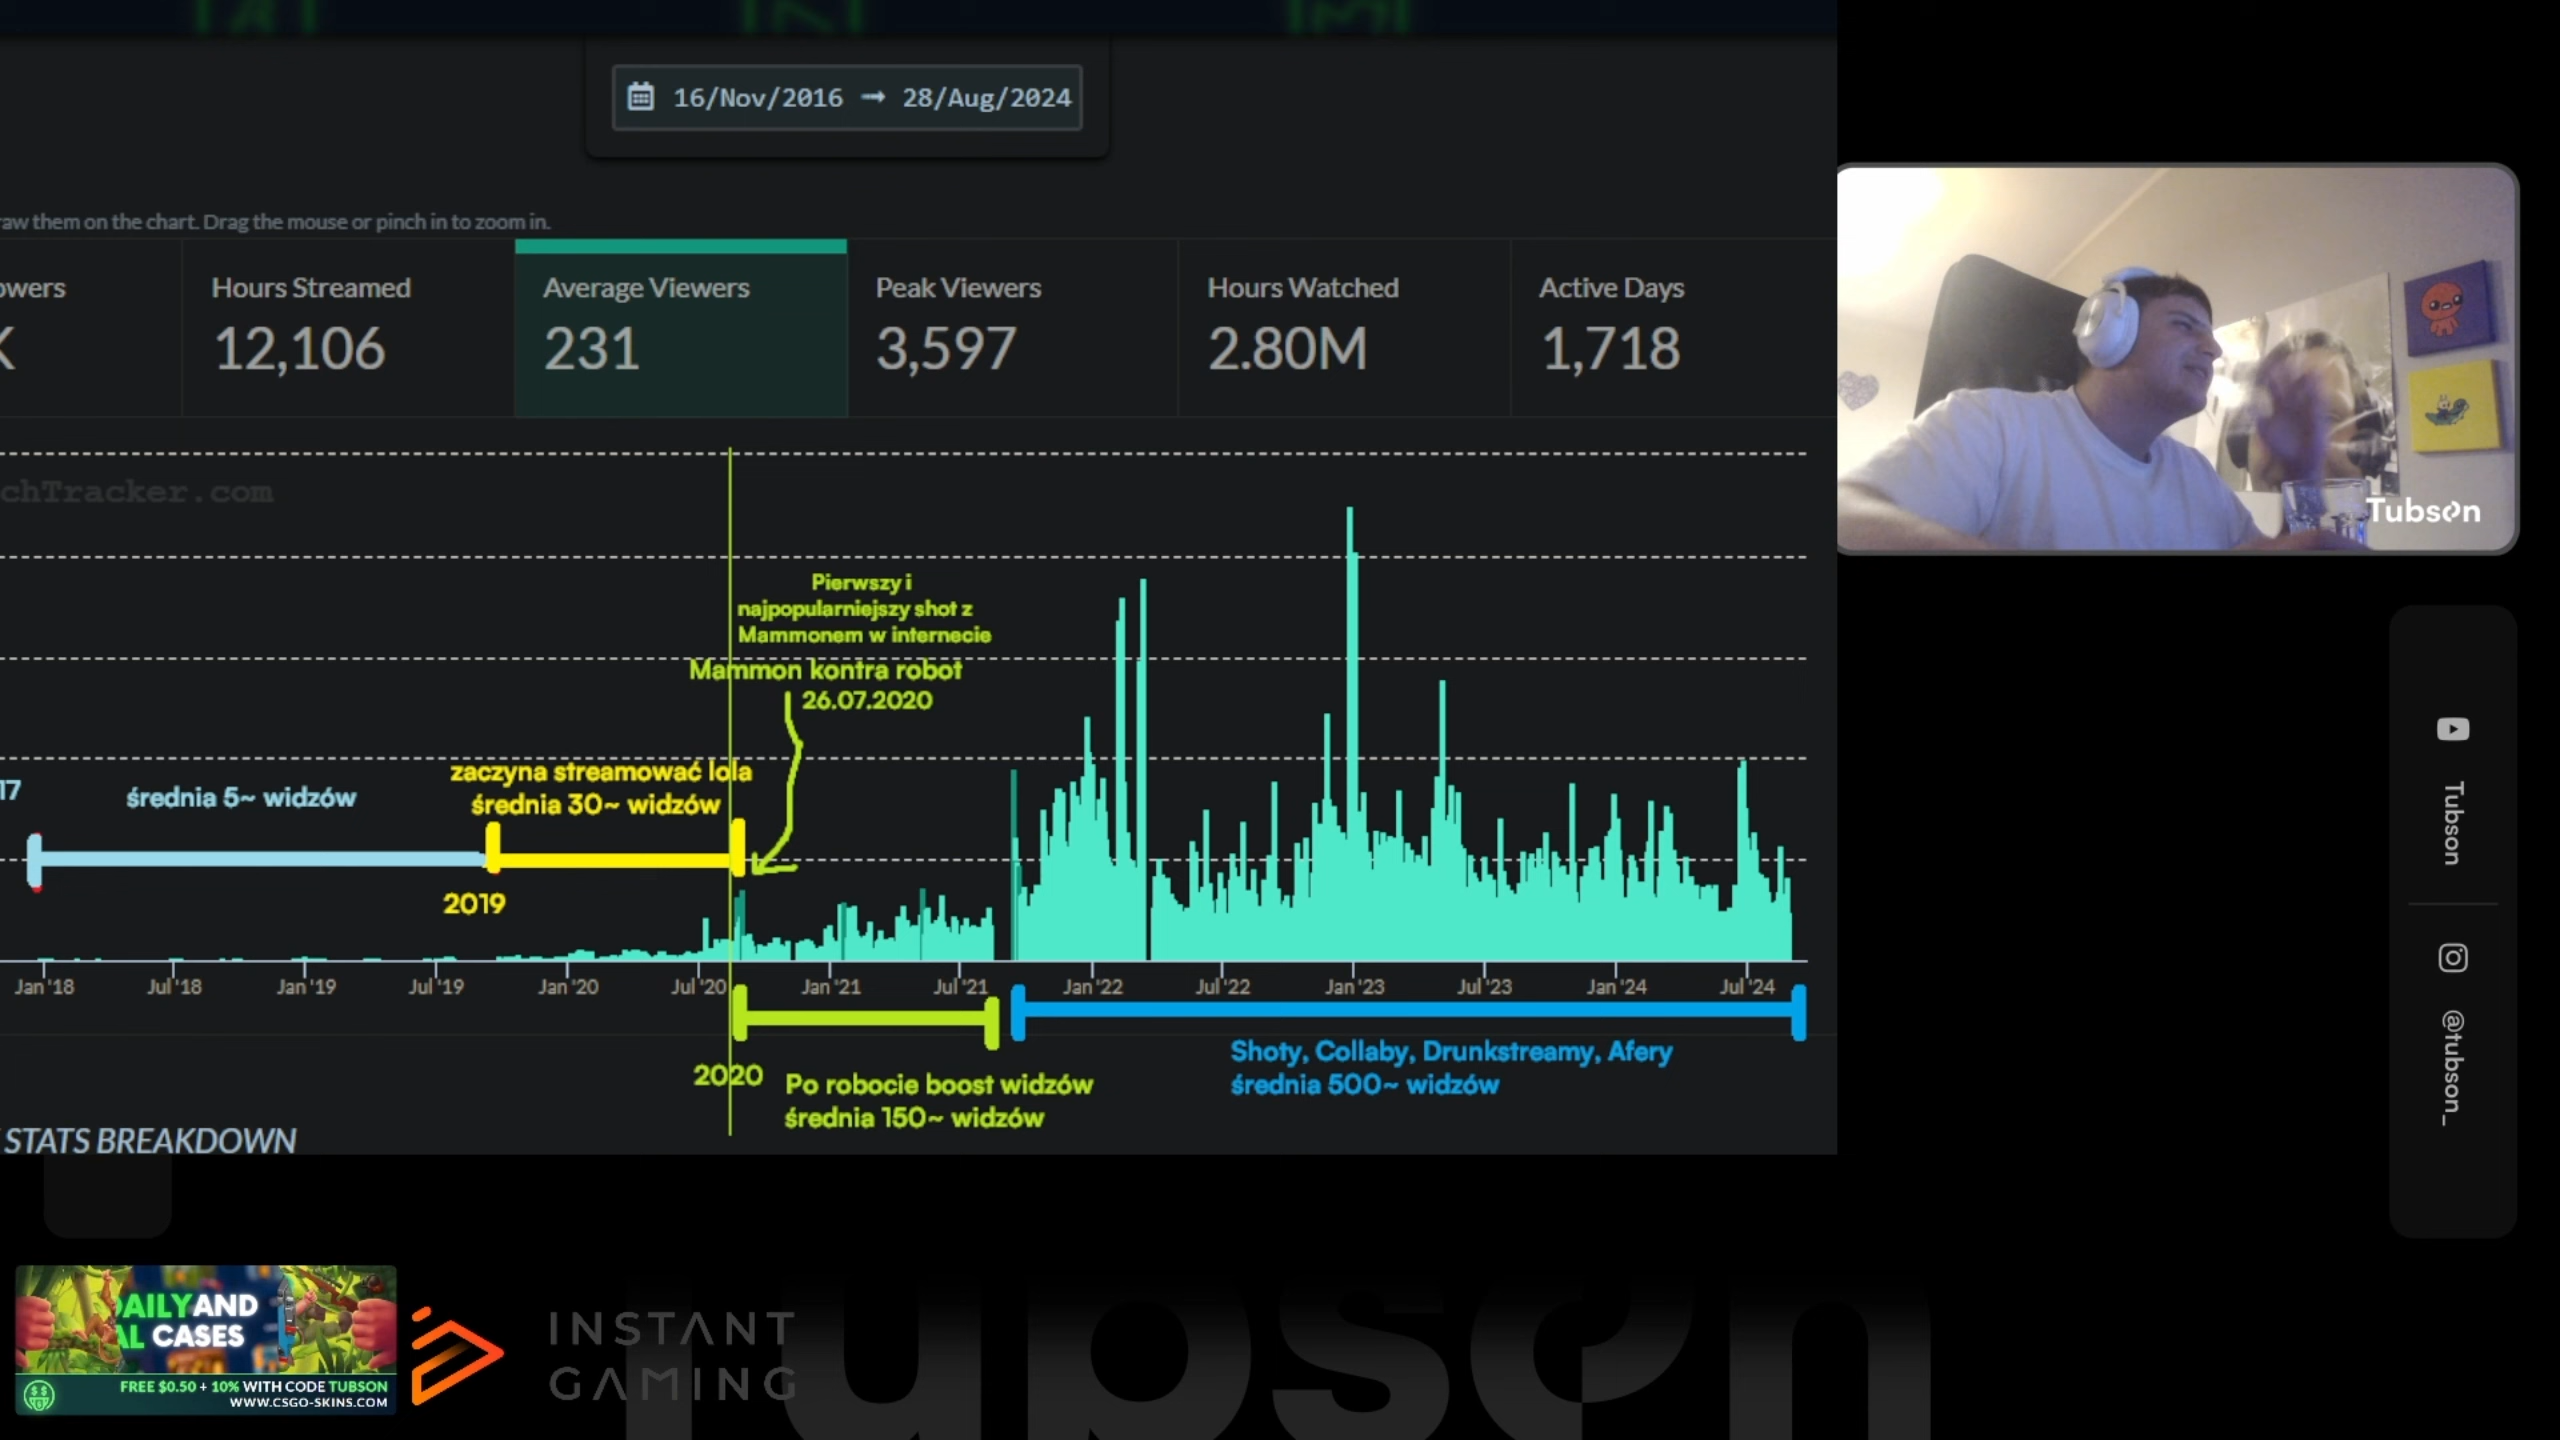 16/Nov/2016 → 28/Aug/2024
raw them on the chart. Drag the mouse or pinch in to zoom in.
owers
K
Hours Streamed
12,106
Average Viewers
231
Peak Viewers
3,597
Hours Watched
2.80M
Active Days
1,718
chTracker.com
Tubson
Pierwszy i
najpopularniejszy shot z
Mammonem w internecie
Mammon kontra robot
26.07.2020
17
średnia 5~ widzów
zaczyna streamować lola
średnia 30~ widzów
2019
Jan '18
Jul '18
Jan '19
Jul '19
Jan '20
Jul '20
Jan '21
Jul '21
Jan '22
Jul '22
Jan '23
Jul '23
Jan '24
Jul '24
2020
Po robocie boost widzów
średnia 150~ widzów
Shoty, Collaby, Drunkstreamy, Afery
średnia 500~ widzów
STATS BREAKDOWN
Tubson
@tubson_
DAILY AND
AL CASES
FREE $0.50 + 10% WITH CODE TUBSON
WWW.CSGO-SKINS.COM
INSTANT
GAMING
Tubson